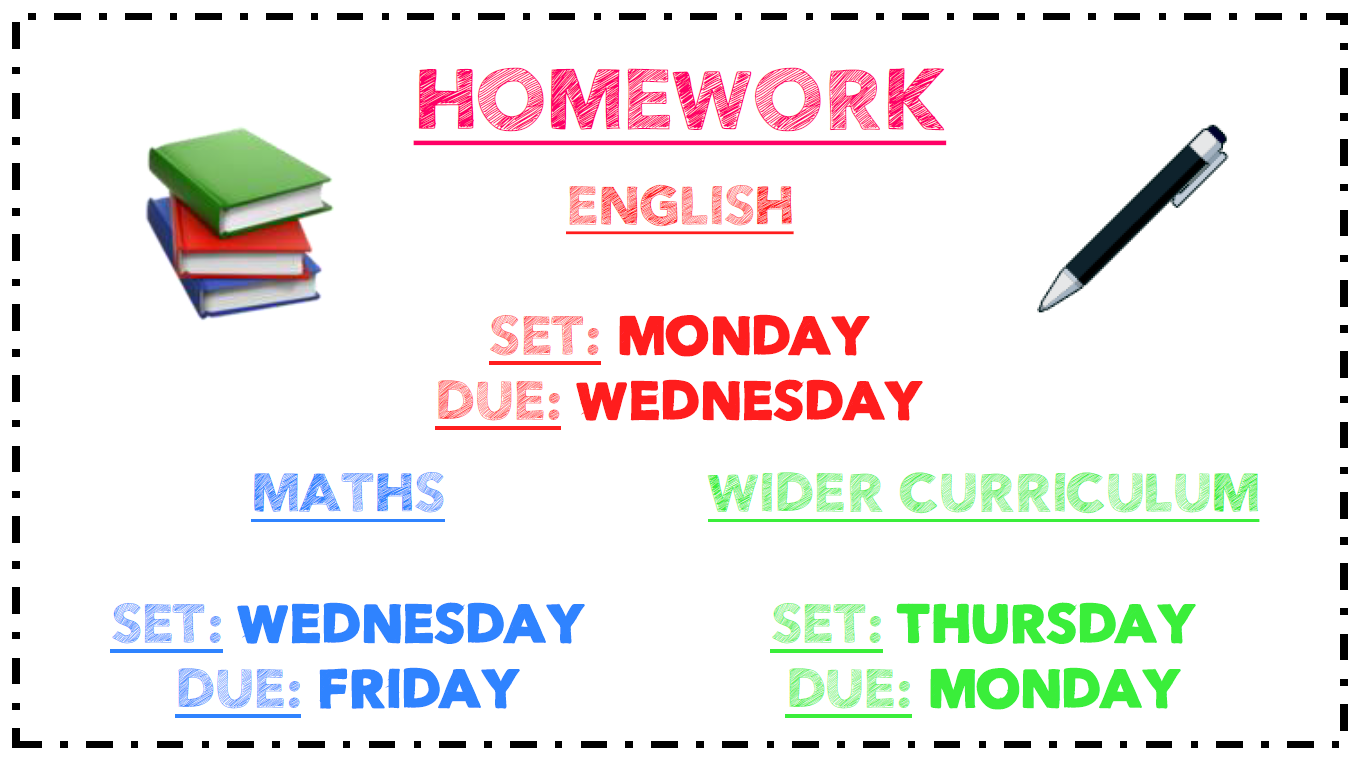 HOMEWORK
ENGLISH
SET: MONDAY
DUE: WEDNESDAY
MATHS
SET: WEDNESDAY
DUE: FRIDAY
WIDER CURRICULUM
SET: THURSDAY
DUE: MONDAY